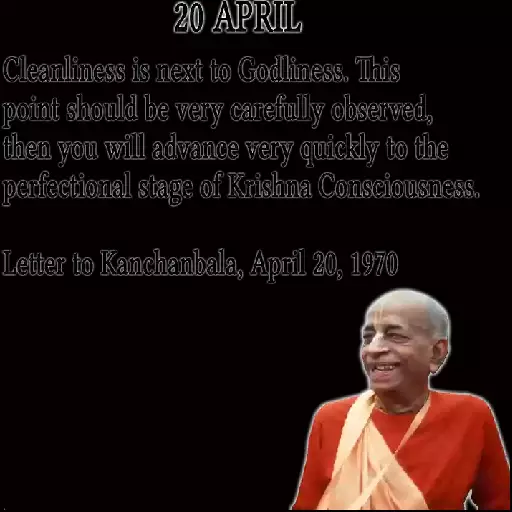 20 APRIL
Cleanliness is next to Godliness. This
point should be very carefully observed,
then you will advance very quickly to the
perfectional stage of Krishna Consciousness.
Letter to Kanchanbala, April 20, 1970